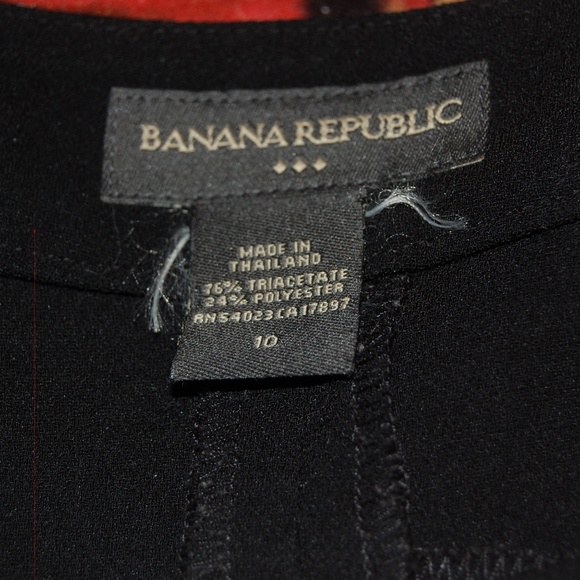 BANANA REPUBLIC
MADE IN
THAILAND
76% TRIACETATE
24% POLYESTER
RN54023CA17897
10